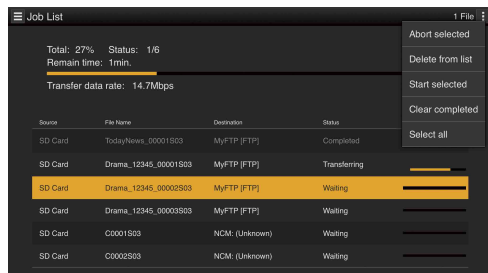 Job List 1 File
Abort selected
Delete from list
Start selected
Clear completed
Select all
Total: 27% Status: 1/6
Remain time: 1min.
Transfer data rate: 14.7Mbps
Source File Name Destination Status
SD Card TodayNews_00001S03 MyFTP [FTP] Completed
SD Card Drama_12345_00001S03 MyFTP [FTP] Transferring
SD Card Drama_12345_00002S03 MyFTP [FTP] Waiting
SD Card Drama_12345_00003S03 MyFTP [FTP] Waiting
SD Card C0001S03 NCM: (Unknown) Waiting
SD Card C0002S03 NCM: (Unknown) Waiting